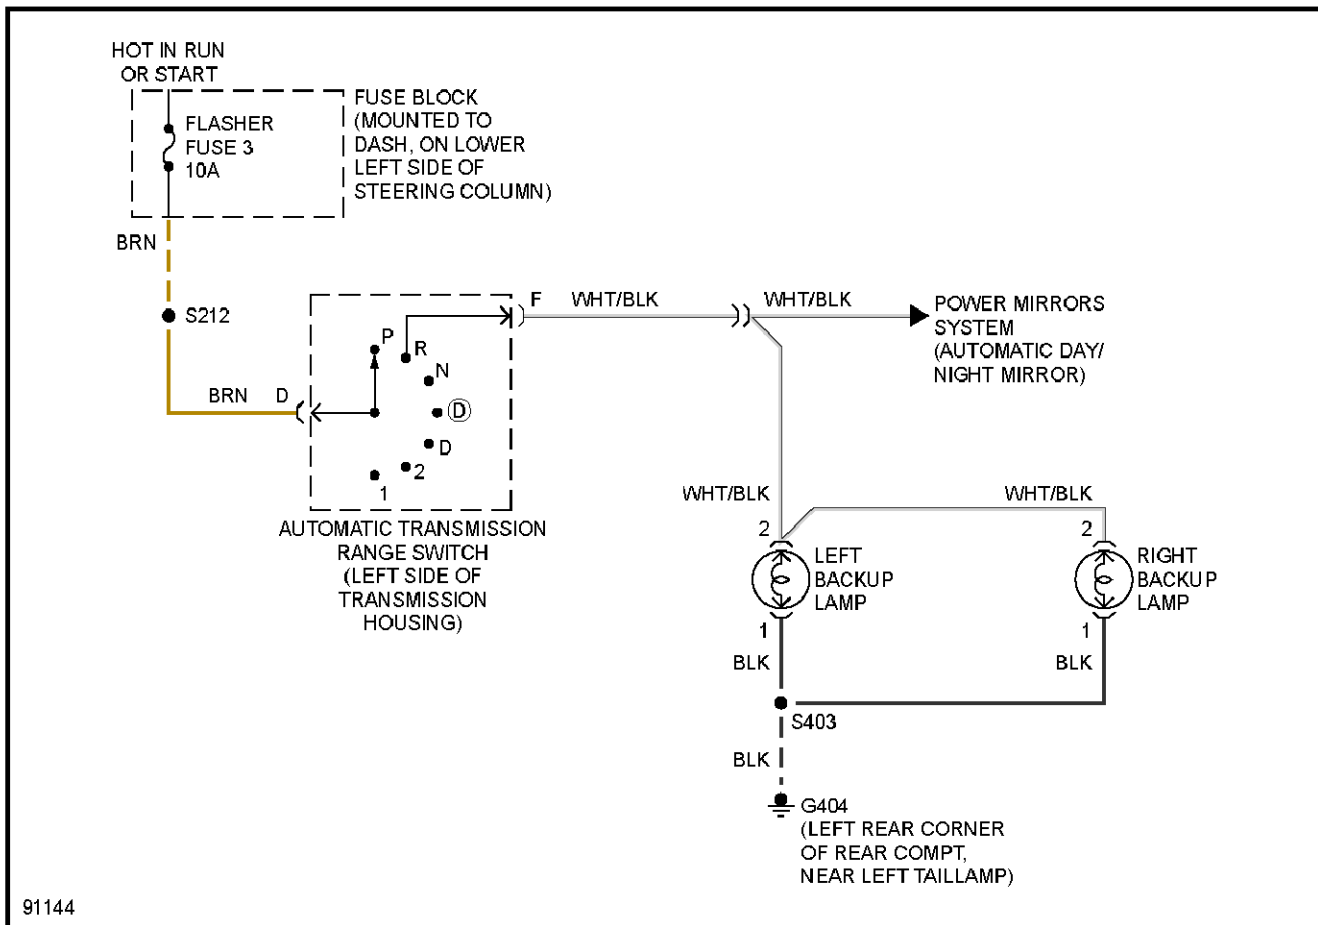 HOT IN RUN
OR START
FLASHER
FUSE 3
10A
FUSE BLOCK
(MOUNTED TO
DASH, ON LOWER
LEFT SIDE OF
STEERING COLUMN)
BRN
S212
BRN D
P
R
N
D
D
2
1
AUTOMATIC TRANSMISSION
RANGE SWITCH
(LEFT SIDE OF
TRANSMISSION
HOUSING)
F WHT/BLK
WHT/BLK
POWER MIRRORS
SYSTEM
(AUTOMATIC DAY/
NIGHT MIRROR)
WHT/BLK
2
LEFT
BACKUP
LAMP
1
BLK
WHT/BLK
2
RIGHT
BACKUP
LAMP
1
BLK
S403
BLK
G404
(LEFT REAR CORNER
OF REAR COMPT,
NEAR LEFT TAILLAMP)
91144